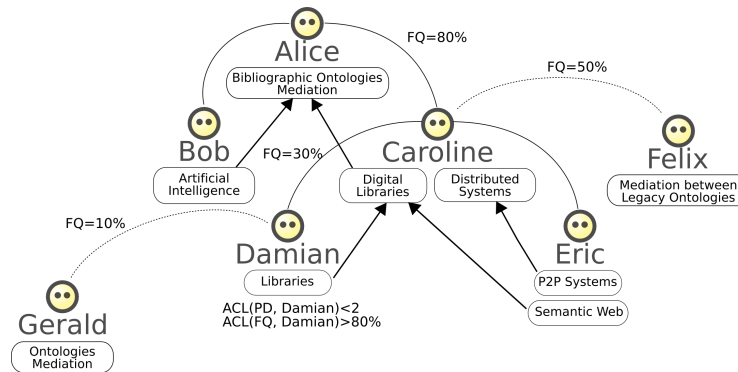 FQ=80%
Alice
Bibliographic Ontologies
Mediation
FQ=50%
Bob
FQ=30%
Caroline
Felix
Artificial
Intelligence
Digital
Libraries
Distributed
Systems
Mediation between
Legacy Ontologies
FQ=10%
Damian
Eric
Libraries
P2P Systems
ACL(PD, Damian)<2
ACL(FQ, Damian)>80%
Semantic Web
Gerald
Ontologies
Mediation